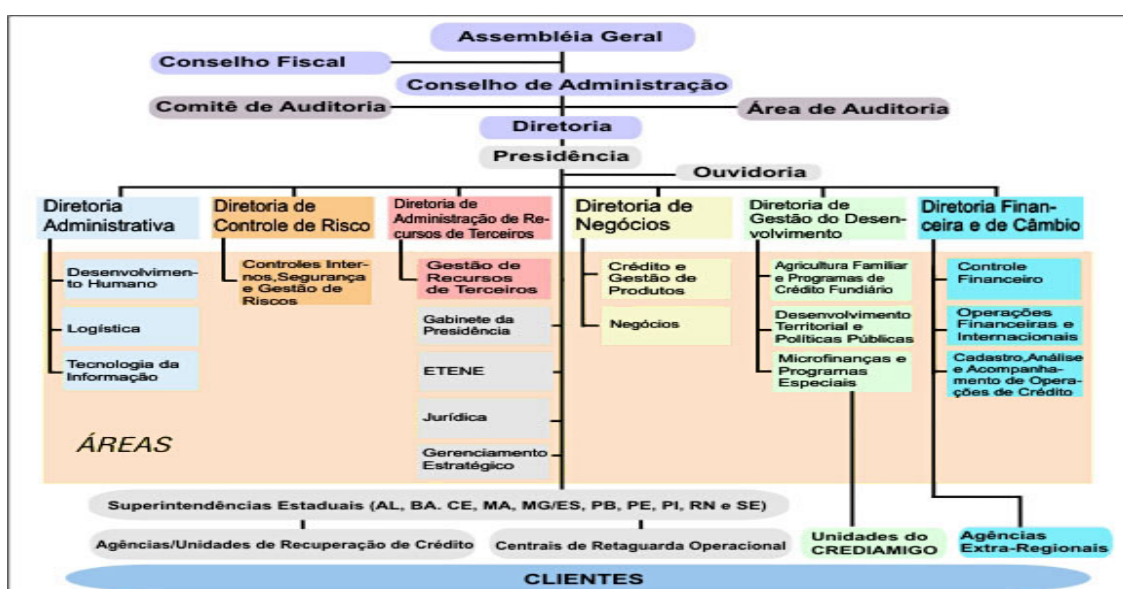 Assembléia Geral
Conselho Fiscal
Conselho de Administração
Comitê de Auditoria
Área de Auditoria
Diretoria
Presidência
Ouvidoria
Diretoria
Administrativa
Diretoria de
Controle de Risco
Diretoria de
Administração de Re-
cursos de Terceiros
Diretoria de
Negócios
Diretoria de
Gestão do Desen-
volvimento
Diretoria Finan-
ceira e de Câmbio
Desenvolvimen-
to Humano
Logística
Tecnologia da
Informação
Controles Inter-
nos,Segurança
e Gestão de
Riscos
Gestão de
Recursos
de Terceiros
Gabinete da
Presidência
ETENE
Jurídica
Gerenciamento
Estratégico
Crédito e
Gestão de
Produtos
Negócios
Agricultura Familiar
e Programas de
Crédito Fundiário
Desenvolvimento
Territorial e
Políticas Públicas
Microfinanças e
Programas
Especiais
Controle
Financeiro
Operações
Financeiras e
Internacionais
Cadastro,Análise
e Acompanha-
mento de Opera-
ções de Crédito
ÁREAS
Superintendências Estaduais (AL, BA. CE, MA, MG/ES, PB, PE, PI, RN e SE)
Agências/Unidades de Recuperação de Crédito
Centrais de Retaguarda Operacional
Unidades do
CREDIAMIGO
Agências
Extra-Regionais
CLIENTES